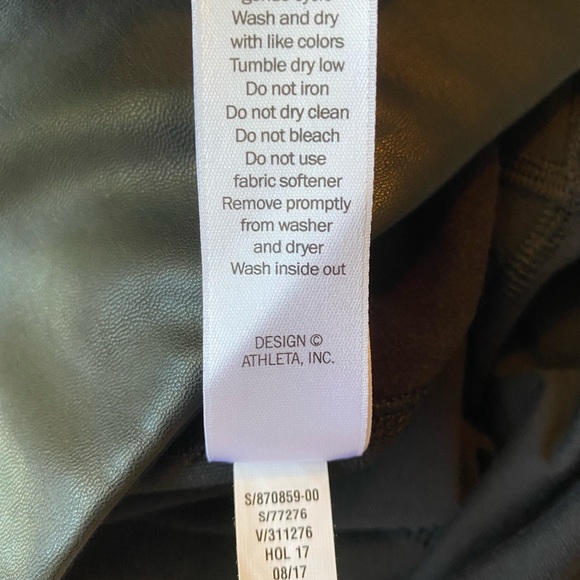 gentle cycle
Wash and dry
with like colors
Tumble dry low
Do not iron
Do not dry clean
Do not bleach
Do not use
fabric softener
Remove promptly
from washer
and dryer
Wash inside out
DESIGN ©
ATHLETA, INC.
S/870859-00
S/77276
V/311276
HOL 17
08/17